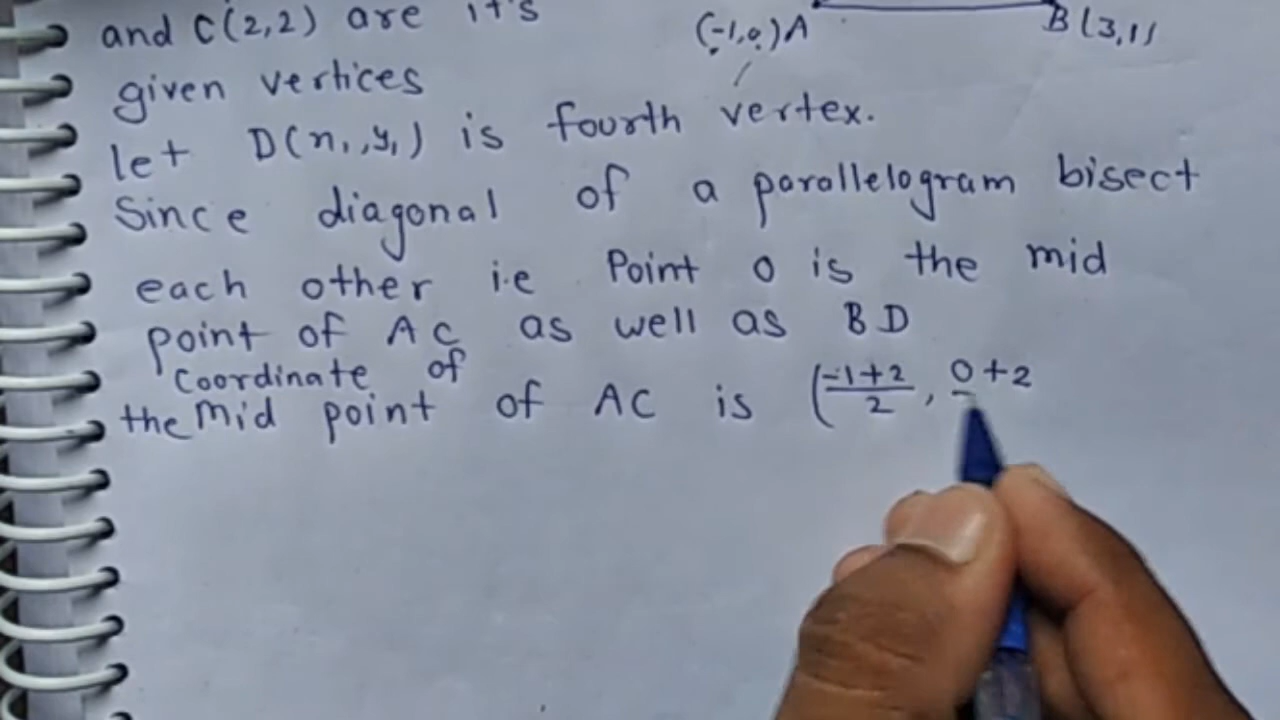 and C(2,2) are it's
(-1,0)A
B(3,1)
given vertices
let D(x₁,y₁) is fourth vertex.
Since diagonal of a parallelogram bisect
each other i.e Point O is the mid
point of AC as well as BD
Coordinate of
the Mid point of AC is (-1+2/2, 0+2